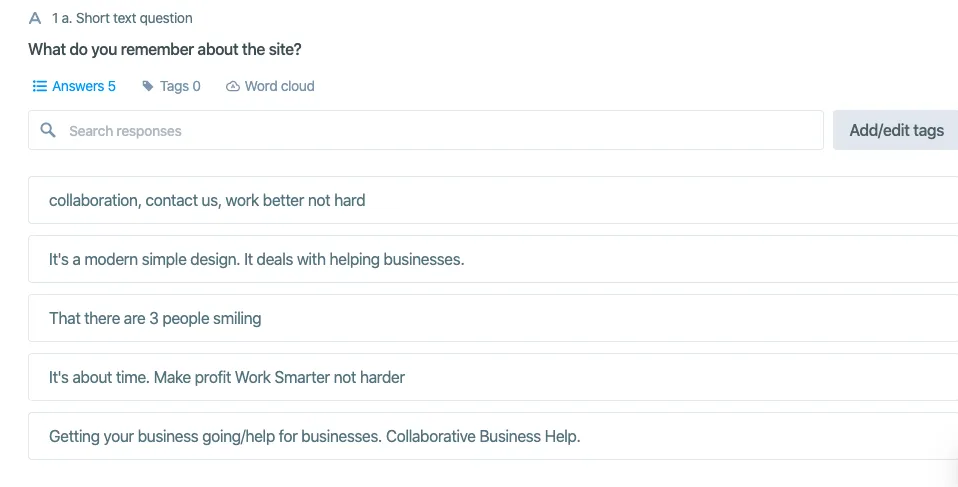 1 a. Short text question
What do you remember about the site?
Answers 5 Tags 0 Word cloud
Search responses Add/edit tags
collaboration, contact us, work better not hard
It's a modern simple design. It deals with helping businesses.
That there are 3 people smiling
It's about time. Make profit Work Smarter not harder
Getting your business going/help for businesses. Collaborative Business Help.